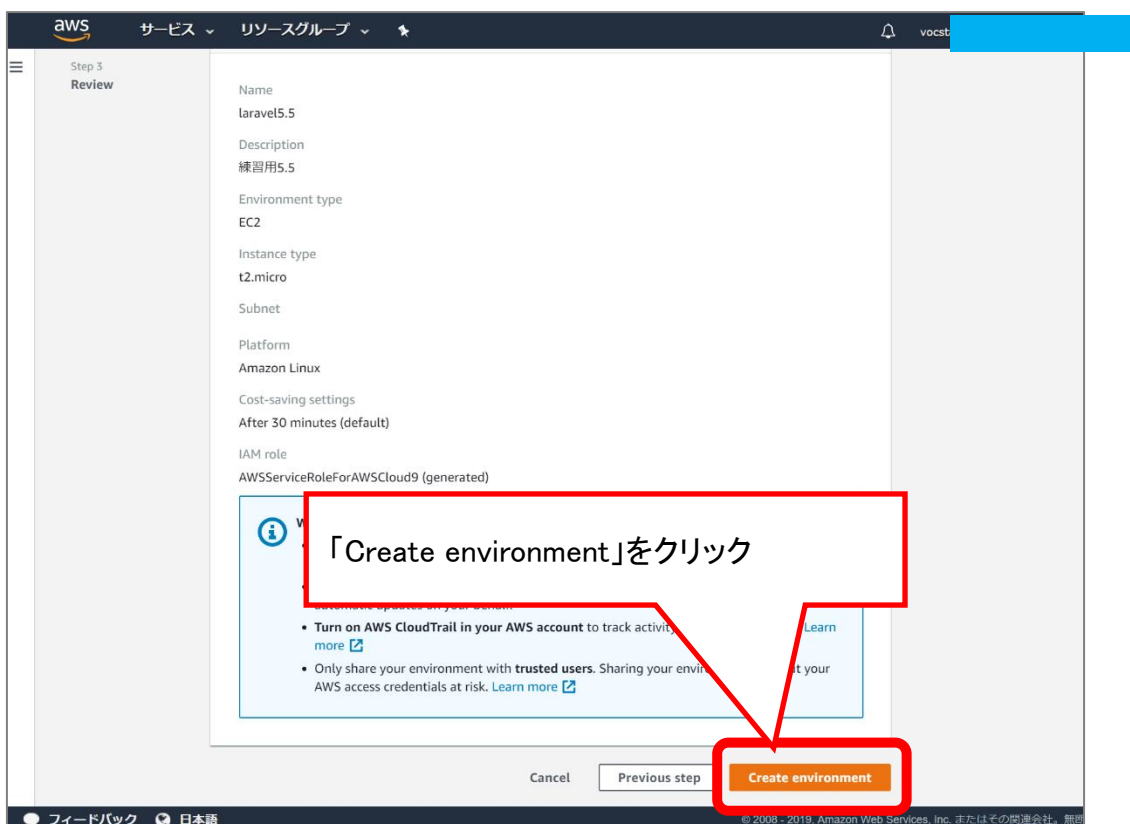 aws サービス リソースグループ vocst
Step 3
Review
Name
laravel5.5
Description
練習用5.5
Environment type
EC2
Instance type
t2.micro
Subnet
Platform
Amazon Linux
Cost-saving settings
After 30 minutes (default)
IAM role
AWSServiceRoleForAWSCloud9 (generated)
「Create environment」をクリック
automatic updates on your
• Turn on AWS CloudTrail in your AWS account to track activity Learn
more
• Only share your environment with trusted users. Sharing your your
AWS access credentials at risk. Learn more
Cancel Previous step Create environment
フィードバック 日本語 © 2008 - 2019, Amazon Web Services, Inc. またはその関連会社。無断